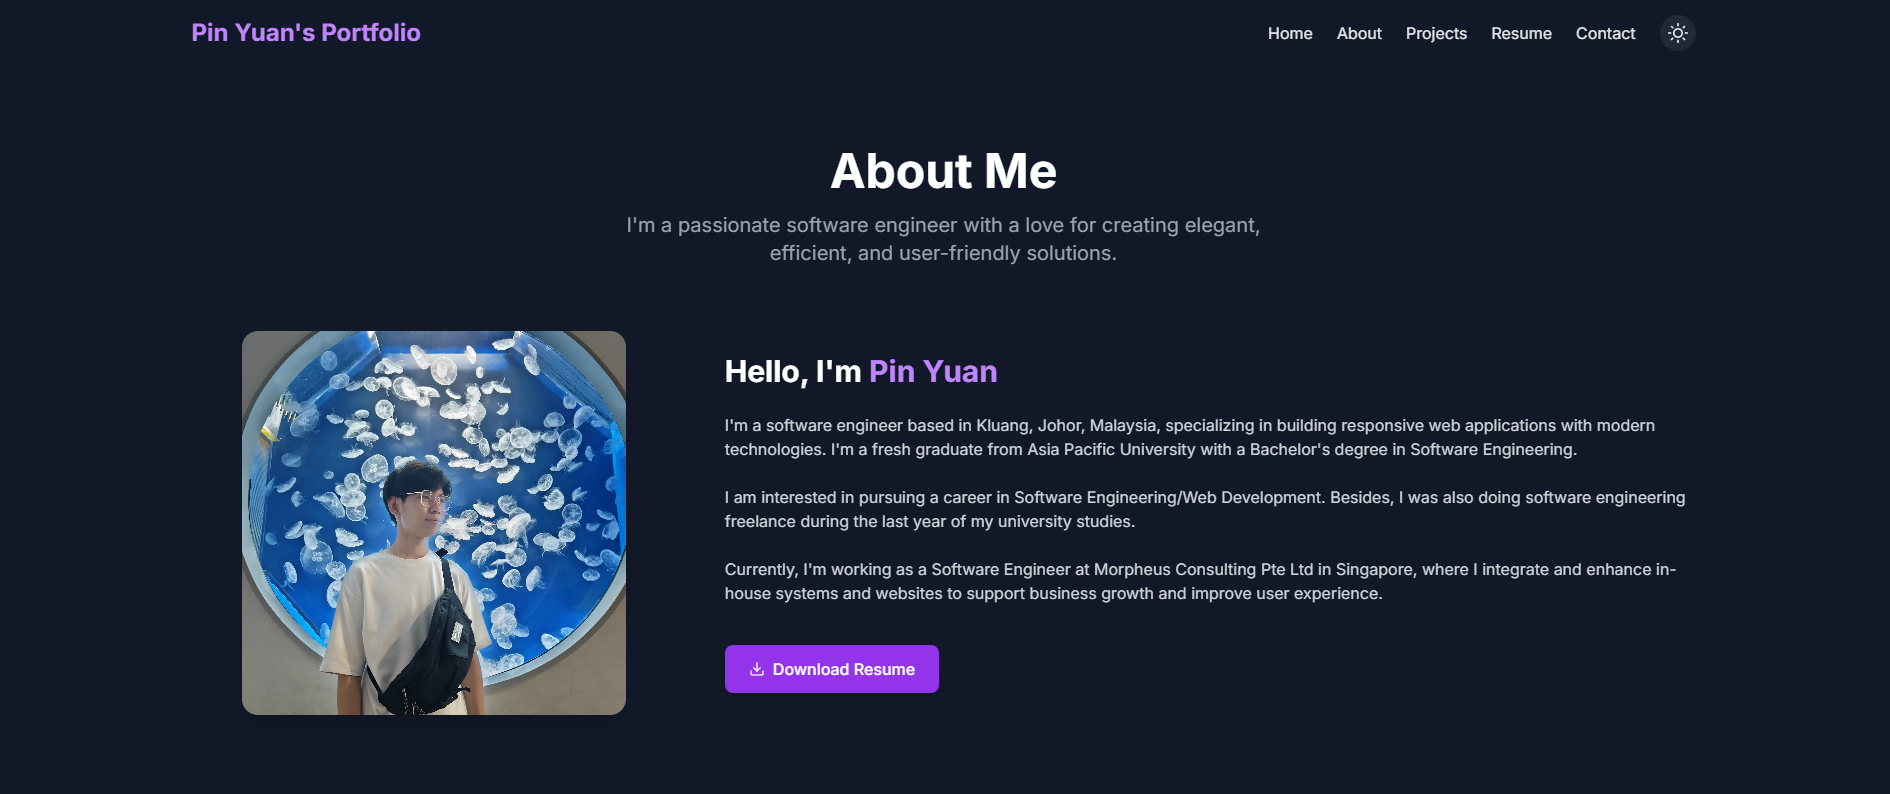 Pin Yuan's Portfolio
Home About Projects Resume Contact
About Me
I'm a passionate software engineer with a love for creating elegant,
efficient, and user-friendly solutions.
Hello, I'm Pin Yuan
I'm a software engineer based in Kluang, Johor, Malaysia, specializing in building responsive web applications with modern
technologies. I'm a fresh graduate from Asia Pacific University with a Bachelor's degree in Software Engineering.
I am interested in pursuing a career in Software Engineering/Web Development. Besides, I was also doing software engineering
freelance during the last year of my university studies.
Currently, I'm working as a Software Engineer at Morpheus Consulting Pte Ltd in Singapore, where I integrate and enhance in-
house systems and websites to support business growth and improve user experience.
Download Resume